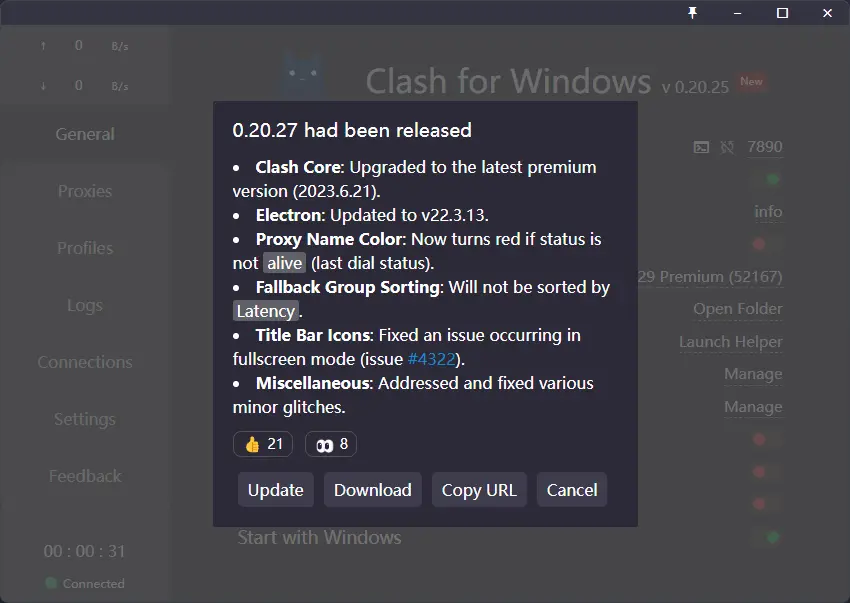 ↑ 0 B/s
↓ 0 B/s
Clash for Windows v 0.20.25 New
General
Proxies
Profiles
Logs
Connections
Settings
Feedback
00 : 00 : 31
Connected
0.20.27 had been released
• Clash Core: Upgraded to the latest premium
version (2023.6.21).
• Electron: Updated to v22.3.13.
• Proxy Name Color: Now turns red if status is
not alive (last dial status).
• Fallback Group Sorting: Will not be sorted by
Latency.
• Title Bar Icons: Fixed an issue occurring in
fullscreen mode (issue #4322).
• Miscellaneous: Addressed and fixed various
minor glitches.
👍 21 👀 8
Update Download Copy URL Cancel
7890
info
29 Premium (52167)
Open Folder
Launch Helper
Manage
Manage
Start with Windows